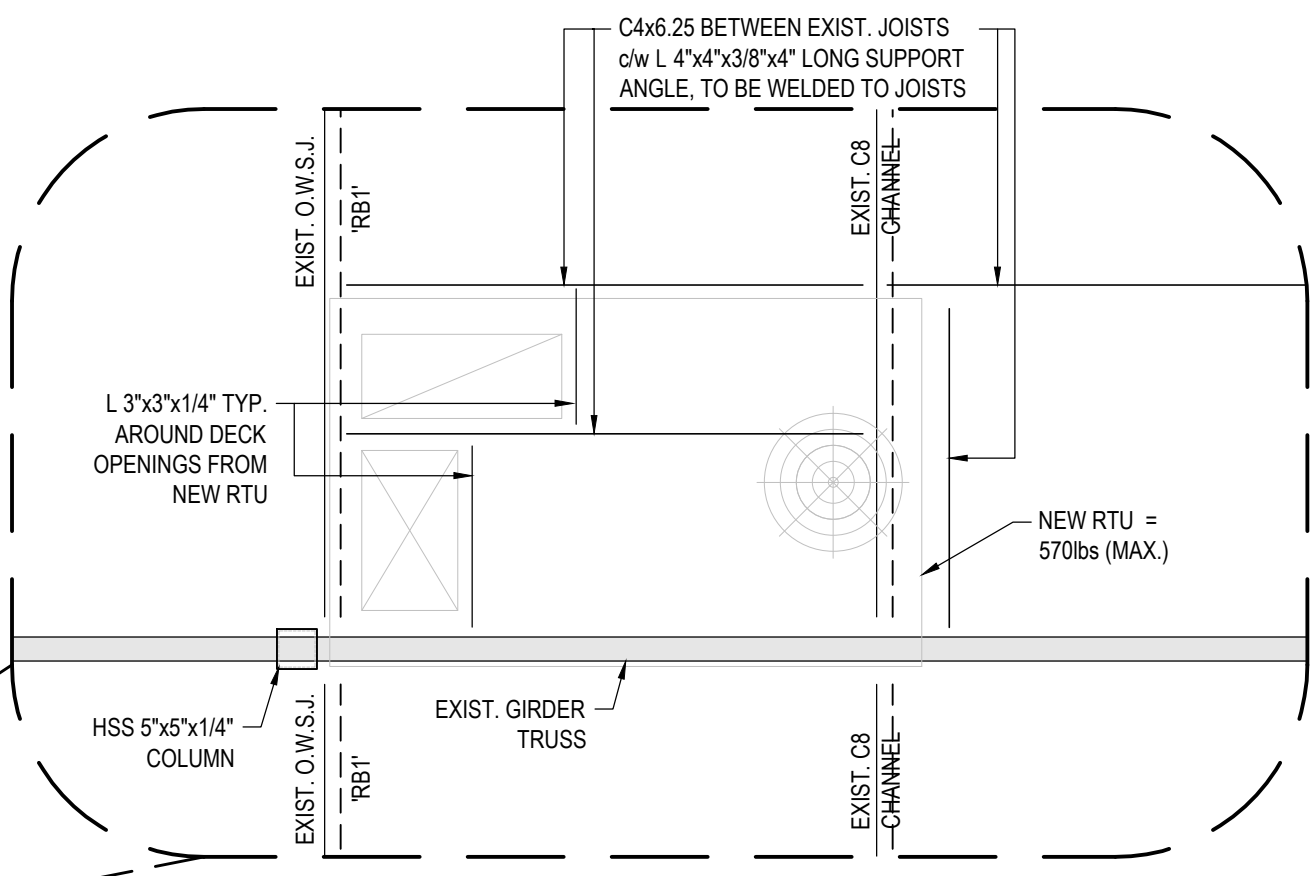 C4x6.25 BETWEEN EXIST. JOISTS
c/w L 4"x4"x3/8"x4" LONG SUPPORT
ANGLE, TO BE WELDED TO JOISTS
EXIST. O.W.S.J.
'RB1'
EXIST. C8
CHANNEL
L 3"x3"x1/4" TYP.
AROUND DECK
OPENINGS FROM
NEW RTU
NEW RTU =
570lbs (MAX.)
HSS 5"x5"x1/4"
COLUMN
EXIST. O.W.S.J.
'RB1'
EXIST. GIRDER
TRUSS
EXIST. C8
CHANNEL